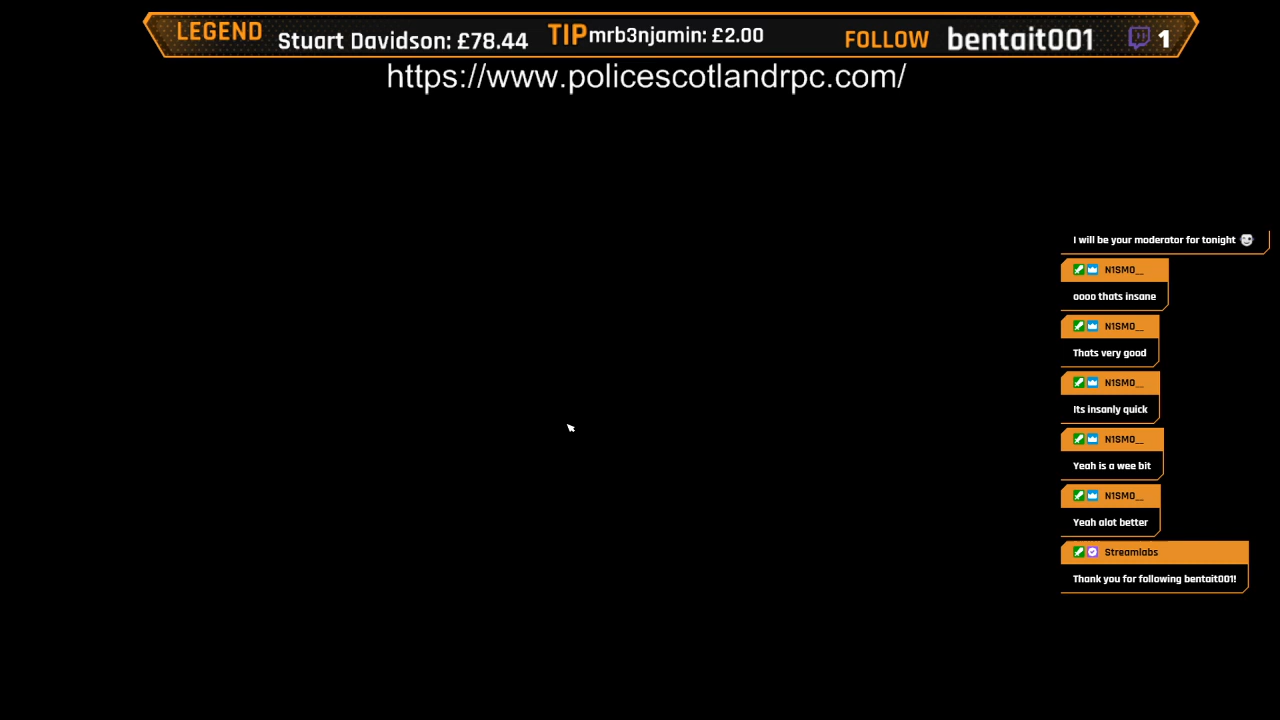 LEGEND Stuart Davidson: £78.44 TIP mrb3njamin: £2.00 FOLLOW bentait001 1
https://www.policescotlandrpc.com/
I will be your moderator for tonight
N1SMO__
oooo thats insane
N1SMO__
Thats very good
N1SMO__
Its insanly quick
N1SMO__
Yeah is a wee bit
N1SMO__
Yeah alot better
Streamlabs
Thank you for following bentait001!